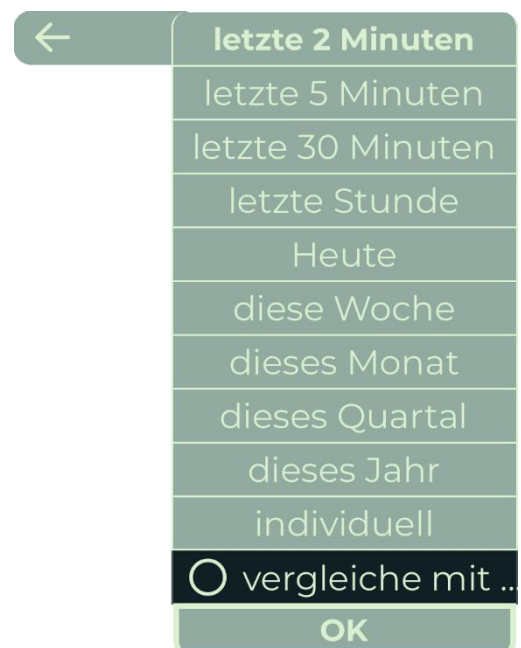 letzte 2 Minuten
letzte 5 Minuten
letzte 30 Minuten
letzte Stunde
Heute
diese Woche
dieses Monat
dieses Quartal
dieses Jahr
individuell
vergleiche mit ...
OK